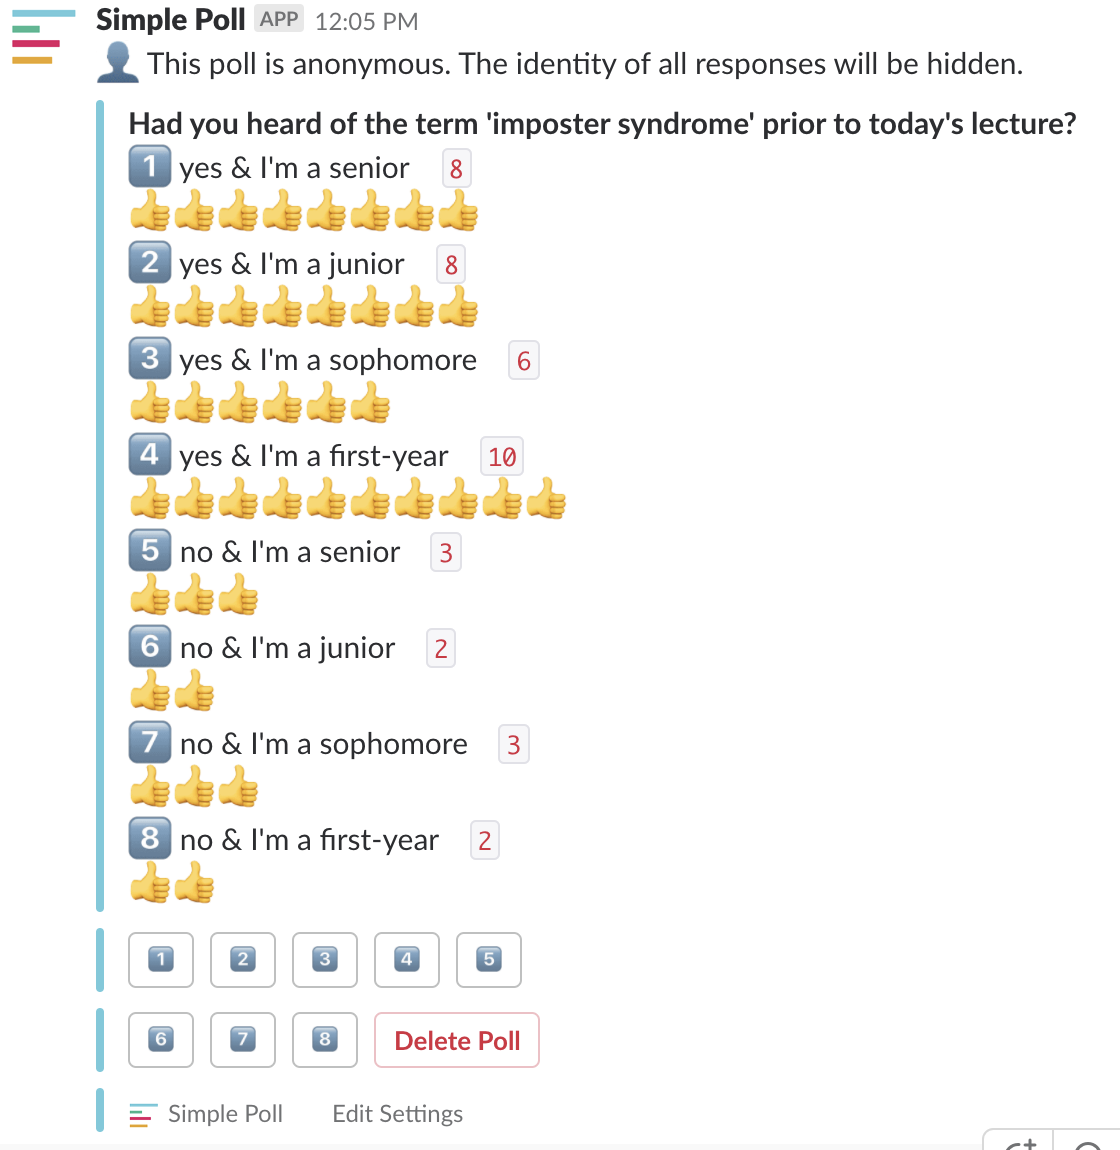 Simple Poll APP 12:05 PM
This poll is anonymous. The identity of all responses will be hidden.
Had you heard of the term 'imposter syndrome' prior to today's lecture?
1 yes & I'm a senior 8
2 yes & I'm a junior 8
3 yes & I'm a sophomore 6
4 yes & I'm a first-year 10
5 no & I'm a senior 3
6 no & I'm a junior 2
7 no & I'm a sophomore 3
8 no & I'm a first-year 2
1 2 3 4 5
6 7 8 Delete Poll
Simple Poll Edit Settings